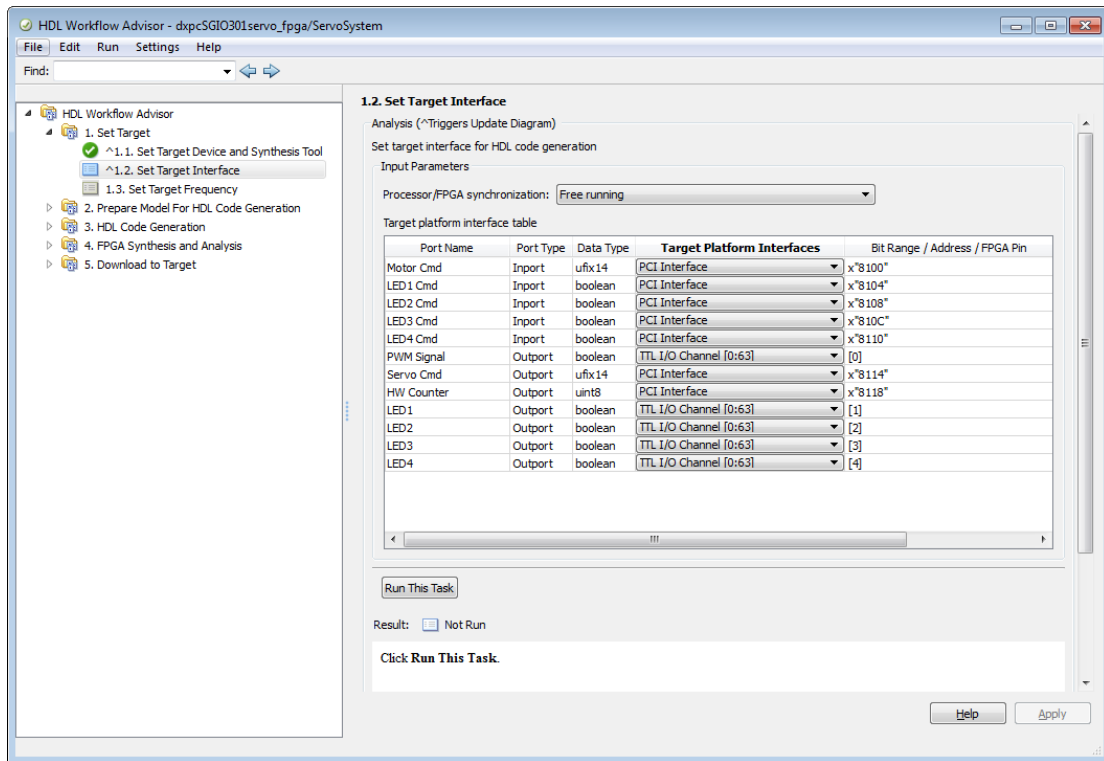 HDL Workflow Advisor - dxpcSGIO301servo_fpga/ServoSystem
File Edit Run Settings Help
Find:
HDL Workflow Advisor
1. Set Target
^1.1. Set Target Device and Synthesis Tool
^1.2. Set Target Interface
1.3. Set Target Frequency
2. Prepare Model For HDL Code Generation
3. HDL Code Generation
4. FPGA Synthesis and Analysis
5. Download to Target
1.2. Set Target Interface
Analysis (^Triggers Update Diagram)
Set target interface for HDL code generation
Input Parameters
Processor/FPGA synchronization: Free running
Target platform interface table
Port Name Port Type Data Type Target Platform Interfaces Bit Range / Address / FPGA Pin
Motor Cmd Inport ufix14 PCI Interface x"8100"
LED1 Cmd Inport boolean PCI Interface x"8104"
LED2 Cmd Inport boolean PCI Interface x"8108"
LED3 Cmd Inport boolean PCI Interface x"810C"
LED4 Cmd Inport boolean PCI Interface x"8110"
PWM Signal Outport boolean TTL I/O Channel [0:63] [0]
Servo Cmd Outport ufix14 PCI Interface x"8114"
HW Counter Outport uint8 PCI Interface x"8118"
LED1 Outport boolean TTL I/O Channel [0:63] [1]
LED2 Outport boolean TTL I/O Channel [0:63] [2]
LED3 Outport boolean TTL I/O Channel [0:63] [3]
LED4 Outport boolean TTL I/O Channel [0:63] [4]
Run This Task
Result: Not Run
Click Run This Task.
Help Apply